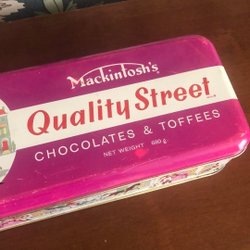 Mackintosh's
Quality Street
CHOCOLATES & TOFFEES
NET WEIGHT 680 g